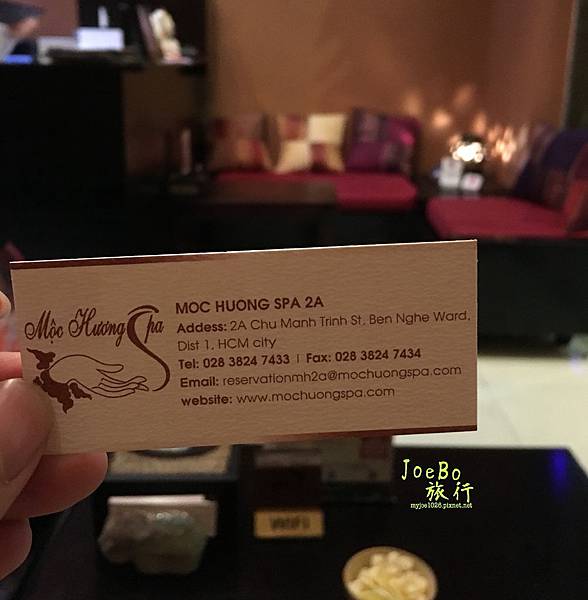 Mộc Hương Spa
MOC HUONG SPA 2A
Addess: 2A Chu Manh Trinh St, Ben Nghe Ward,
Dist 1, HCM city
Tel: 028 3824 7433 | Fax: 028 3824 7434
Email: reservationmh2a@mochuongspa.com
website: www.mochuongspa.com
JoeBo
旅行
myjoe1026.pixnet.net
WiFi